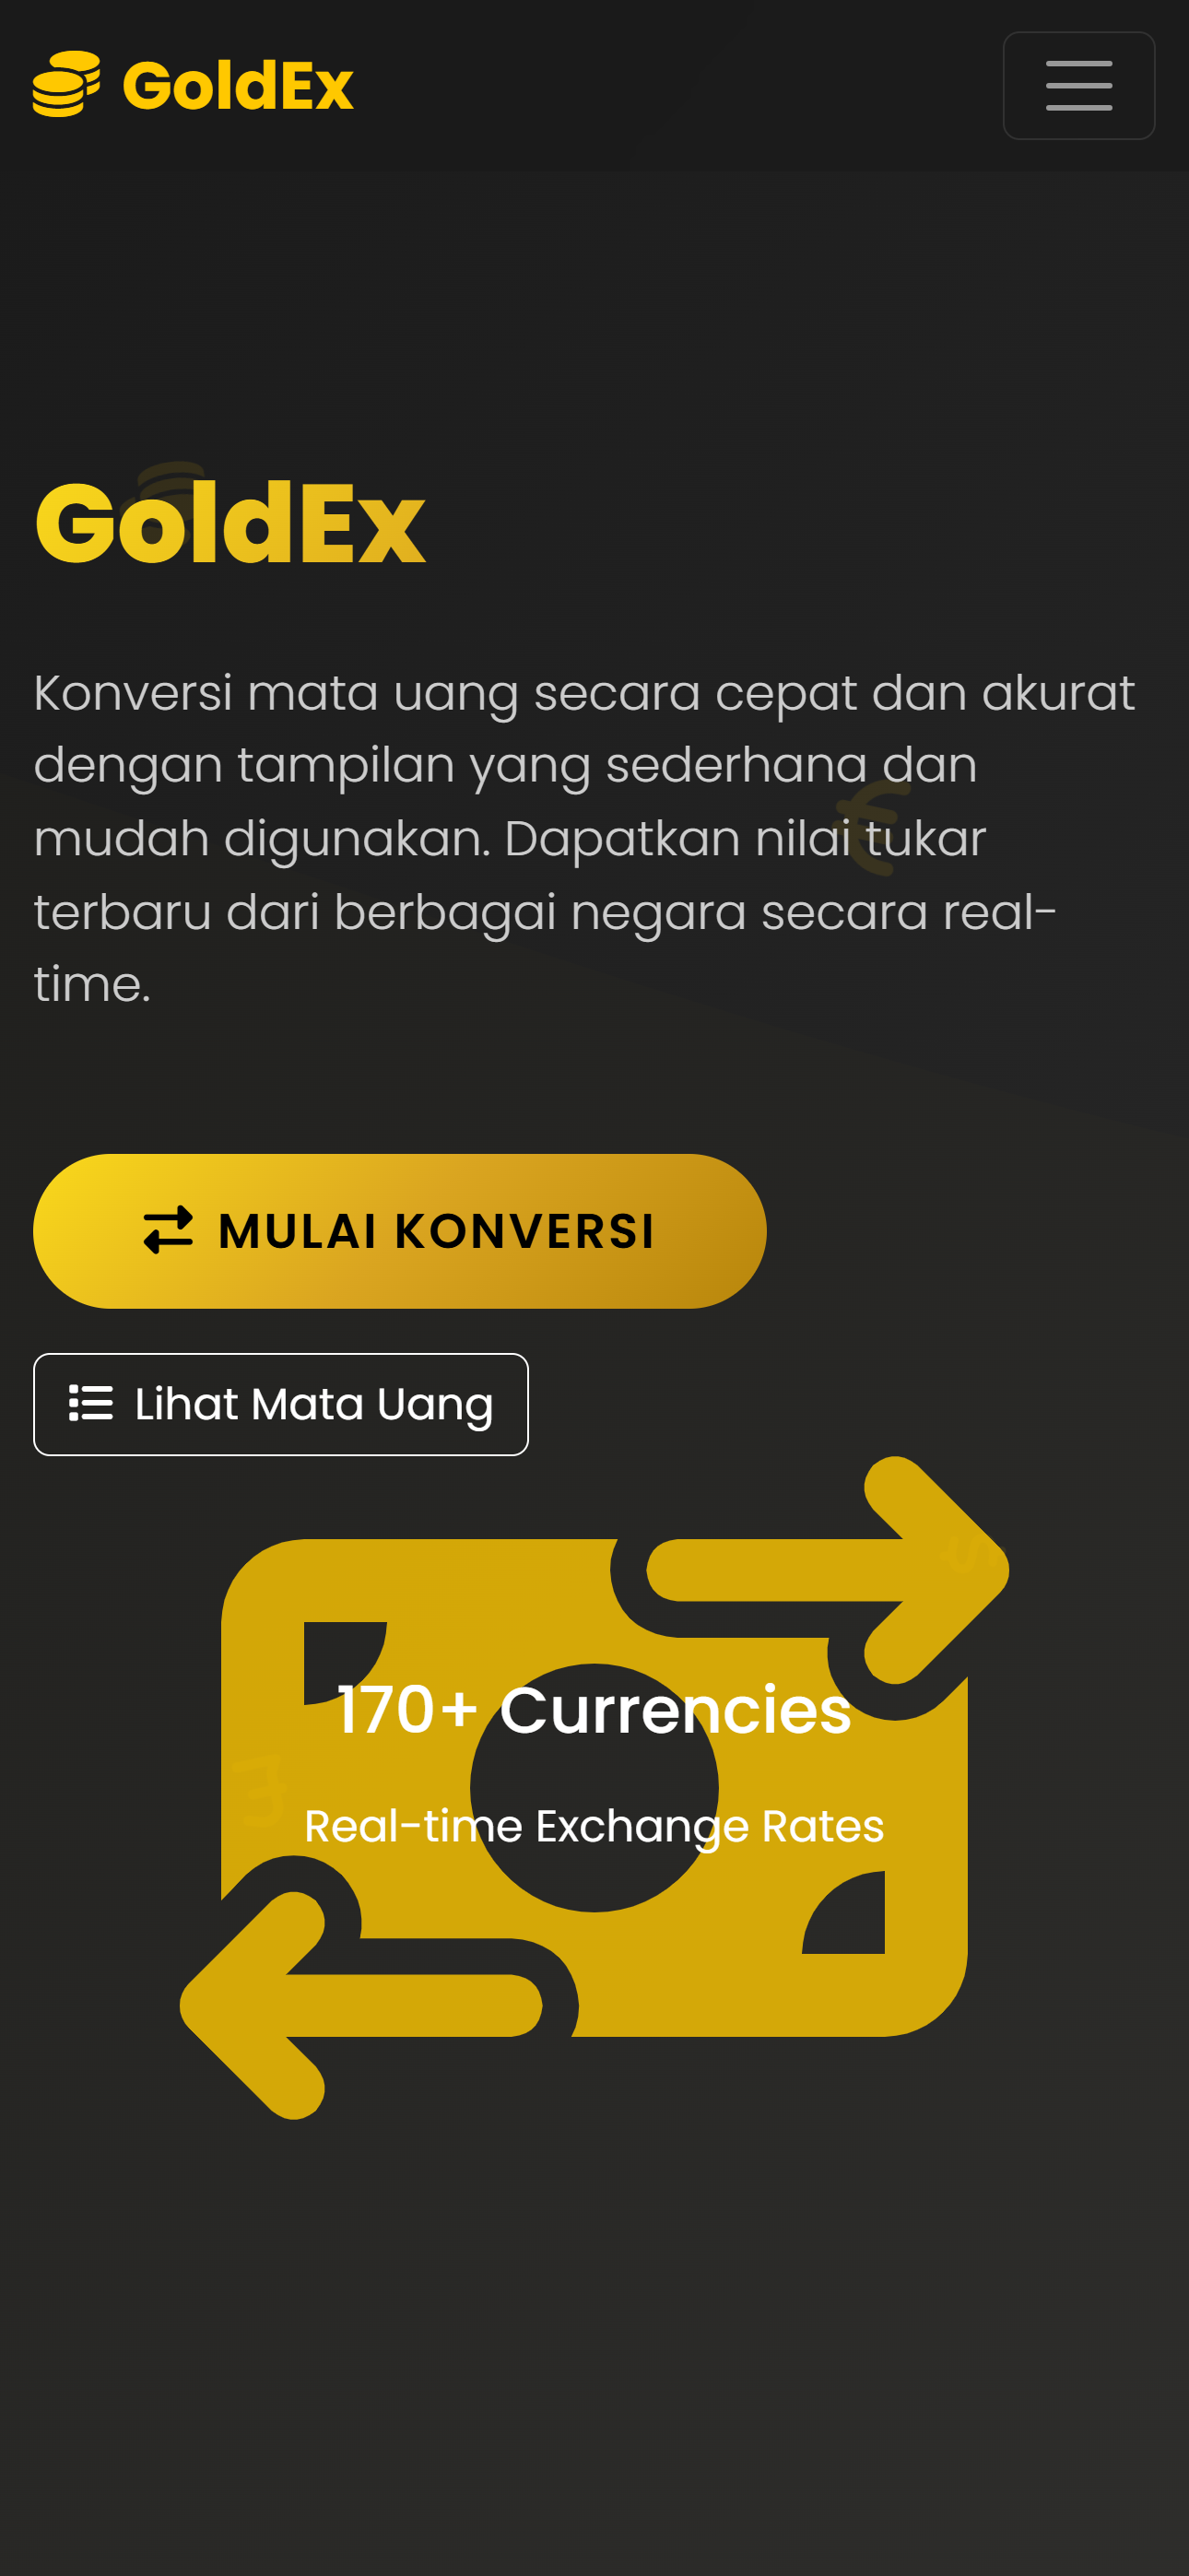 GoldEx
GoldEx
Konversi mata uang secara cepat dan akurat
dengan tampilan yang sederhana dan
mudah digunakan. Dapatkan nilai tukar
terbaru dari berbagai negara secara real-
time.
MULAI KONVERSI
Lihat Mata Uang
170+ Currencies
Real-time Exchange Rates